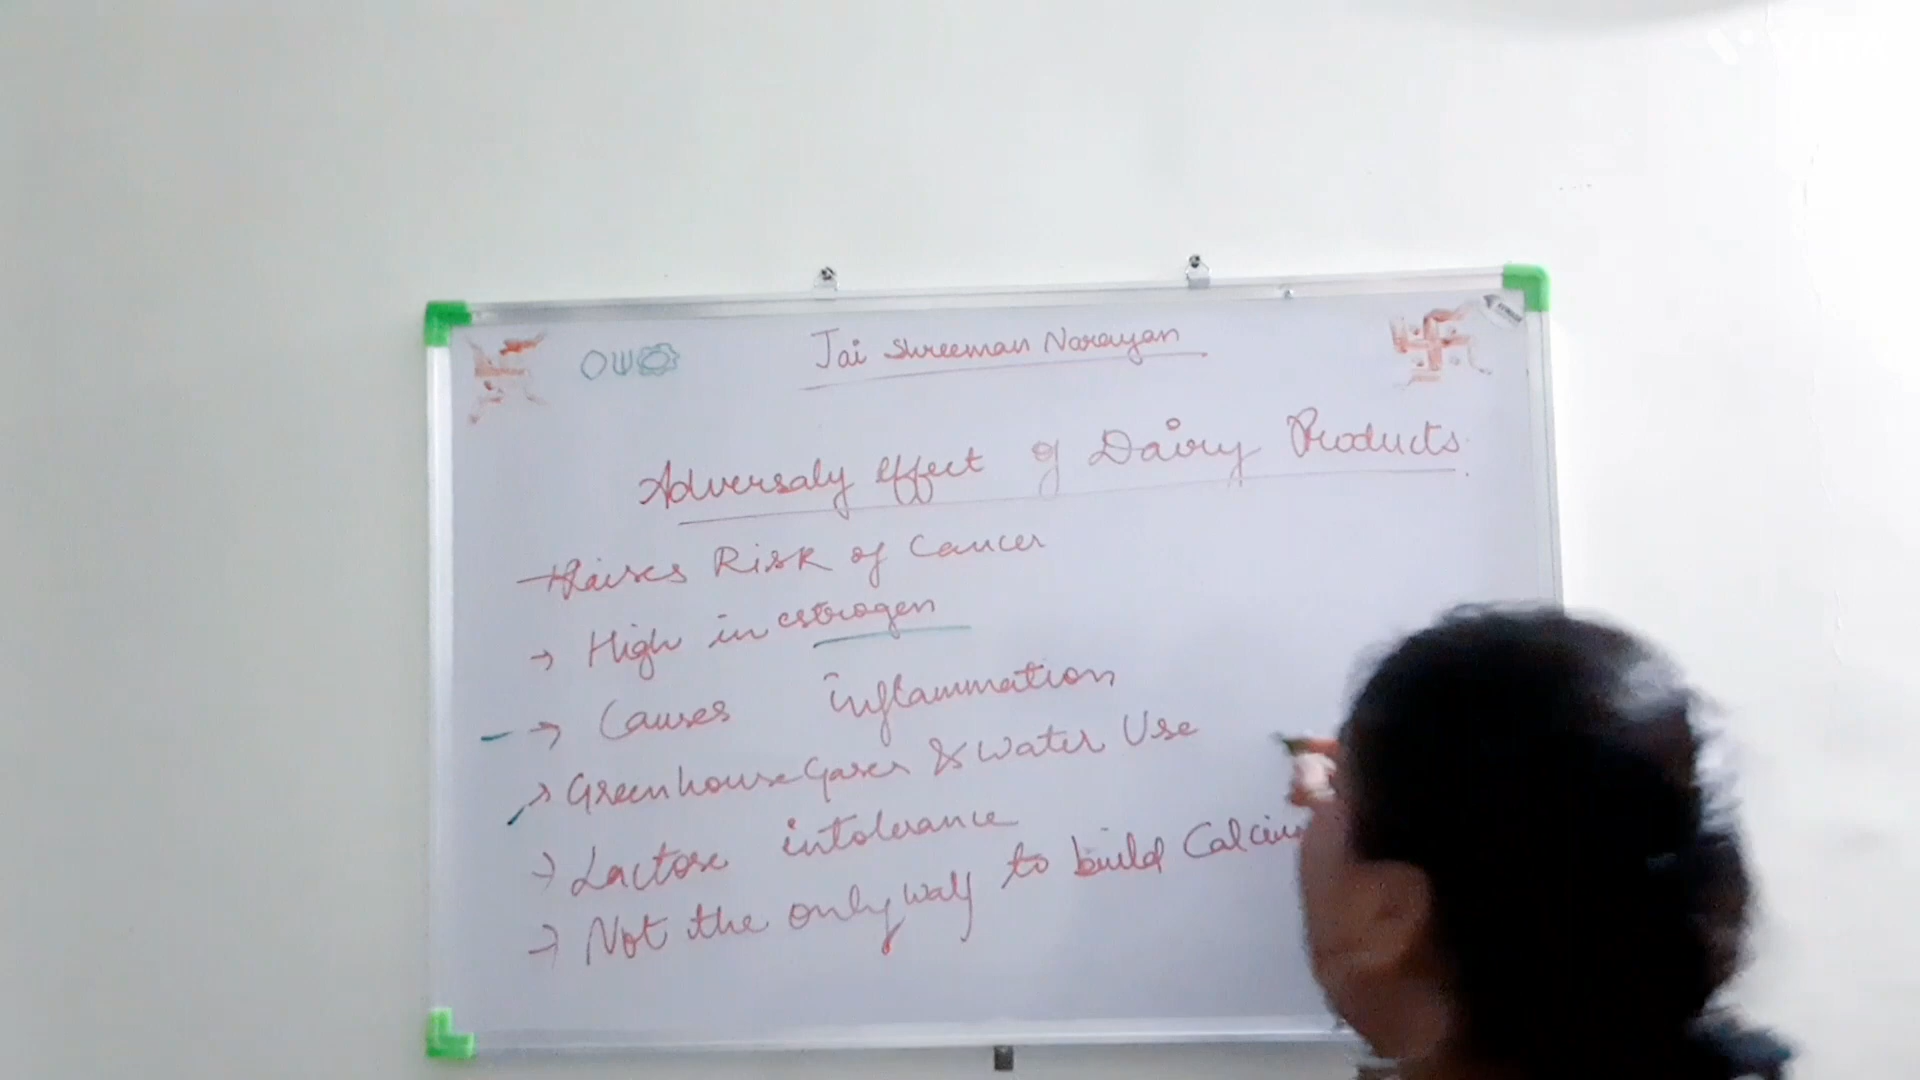 Jai Shreeman Narayan
Adversaly effect of Dairy Products
Raises Risk of Cancer
→ High in estrogen
→ Causes inflammation
→ Greenhouse Gases & Water Use
→ Lactose intolerance
→ Not the only way to build